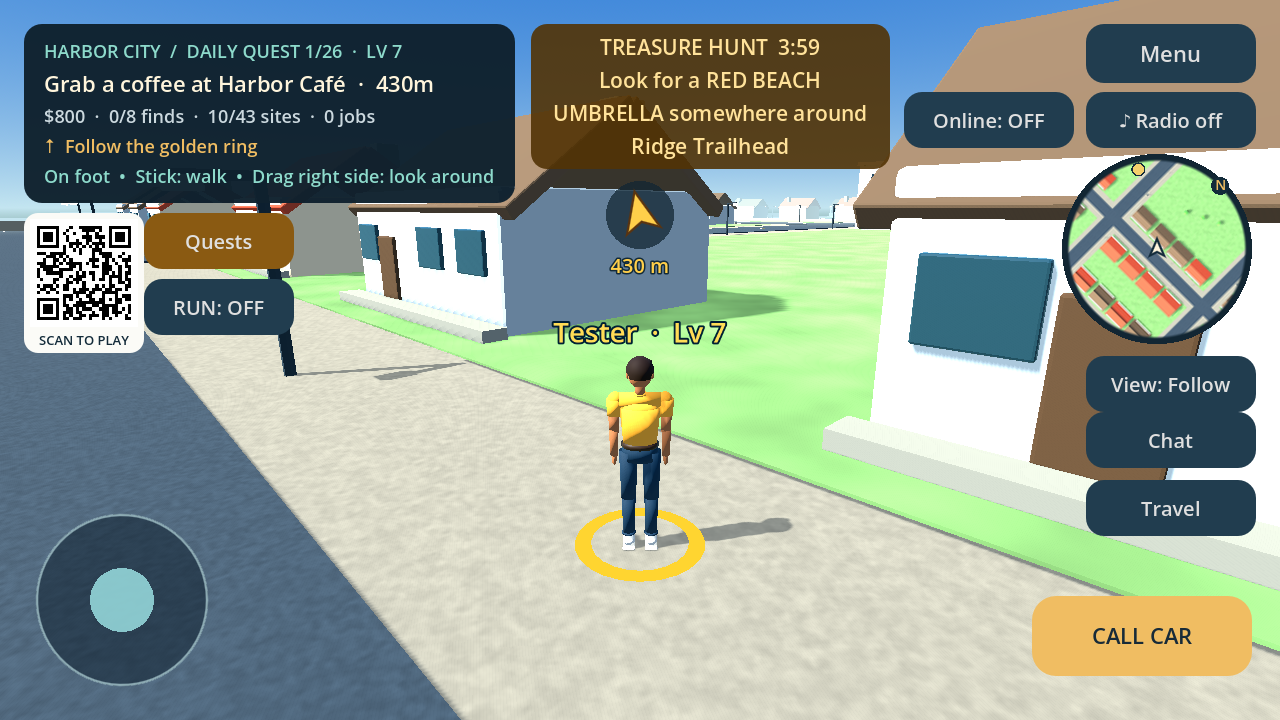 HARBOR CITY / DAILY QUEST 1/26 · LV 7
Grab a coffee at Harbor Café · 430m
$800 · 0/8 finds · 10/43 sites · 0 jobs
↑ Follow the golden ring
On foot • Stick: walk • Drag right side: look around
TREASURE HUNT 3:59
Look for a RED BEACH
UMBRELLA somewhere around
Ridge Trailhead
Menu
Online: OFF
♪ Radio off
N
SCAN TO PLAY
Quests
RUN: OFF
430 m
Tester · Lv 7
View: Follow
Chat
Travel
CALL CAR